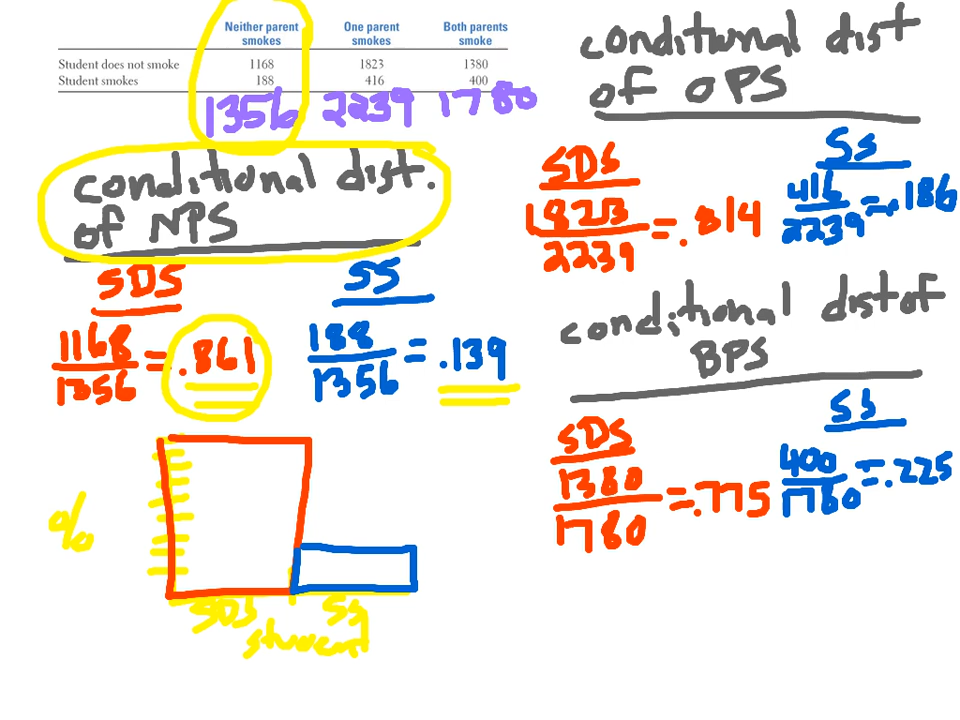 Neither parent smokes One parent smokes Both parents smoke
Student does not smoke 1168 1823 1380
Student smokes 188 416 400
1356 2239 1780
conditional dist.
of NPS
SDS
1168
1356
= .861
SS
188
1356
= .139
%
SDS SS
student
conditional dist
of OPS
SDS
1823
2239
= .814
SS
416
2239
= .186
conditional dist of
BPS
SDS
1380
1780
= .775
SS
400
1780
= .225